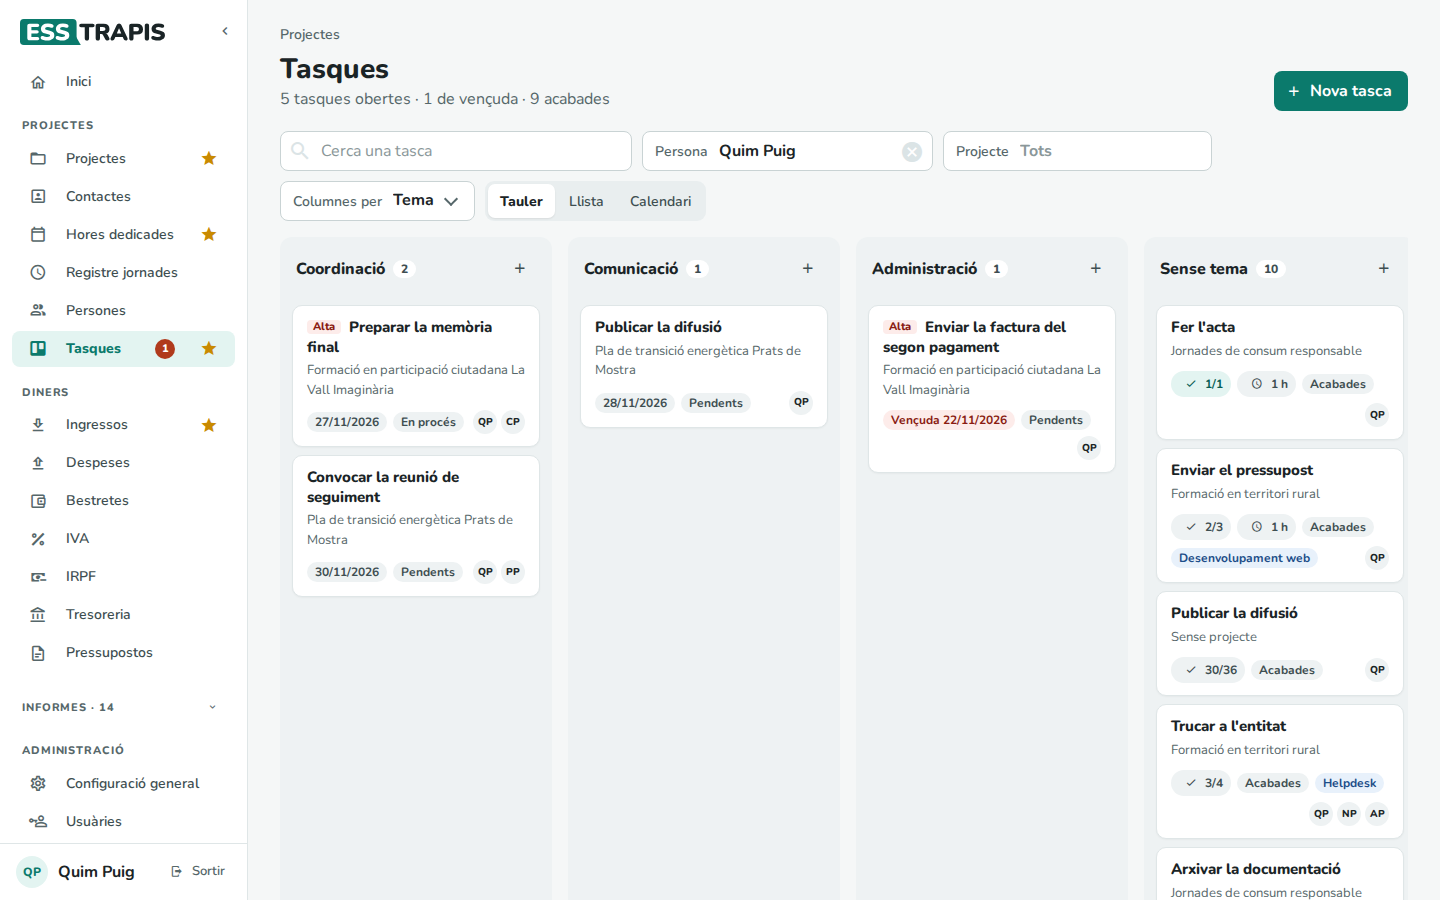 ESSTRAPIS
Inici
PROJECTES
Projectes
Contactes
Hores dedicades
Registre jornades
Persones
Tasques 1
DINERS
Ingressos
Despeses
Bestretes
IVA
IRPF
Tresoreria
Pressupostos
INFORMES · 14
ADMINISTRACIÓ
Configuració general
Usuàries
QP Quim Puig Sortir
Projectes
Tasques
5 tasques obertes · 1 de vençuda · 9 acabades
+ Nova tasca
Cerca una tasca
Persona Quim Puig
Projecte Tots
Columnes per Tema
Tauler Llista Calendari
Coordinació 2 +
Alta Preparar la memòria
final
Formació en participació ciutadana La
Vall Imaginària
27/11/2026 En procés QP CP
Convocar la reunió de
seguiment
Pla de transició energètica Prats de
Mostra
30/11/2026 Pendents QP PP
Comunicació 1 +
Publicar la difusió
Pla de transició energètica Prats de
Mostra
28/11/2026 Pendents QP
Administració 1 +
Alta Enviar la factura del
segon pagament
Formació en participació ciutadana La
Vall Imaginària
Vençuda 22/11/2026 Pendents
QP
Sense tema 10 +
Fer l'acta
Jornades de consum responsable
1/1 1 h Acabades
QP
Enviar el pressupost
Formació en territori rural
2/3 1 h Acabades
Desenvolupament web QP
Publicar la difusió
Sense projecte
30/36 Acabades QP
Trucar a l'entitat
Formació en territori rural
3/4 Acabades Helpdesk
QP NP AP
Arxivar la documentació
Jornades de consum responsable